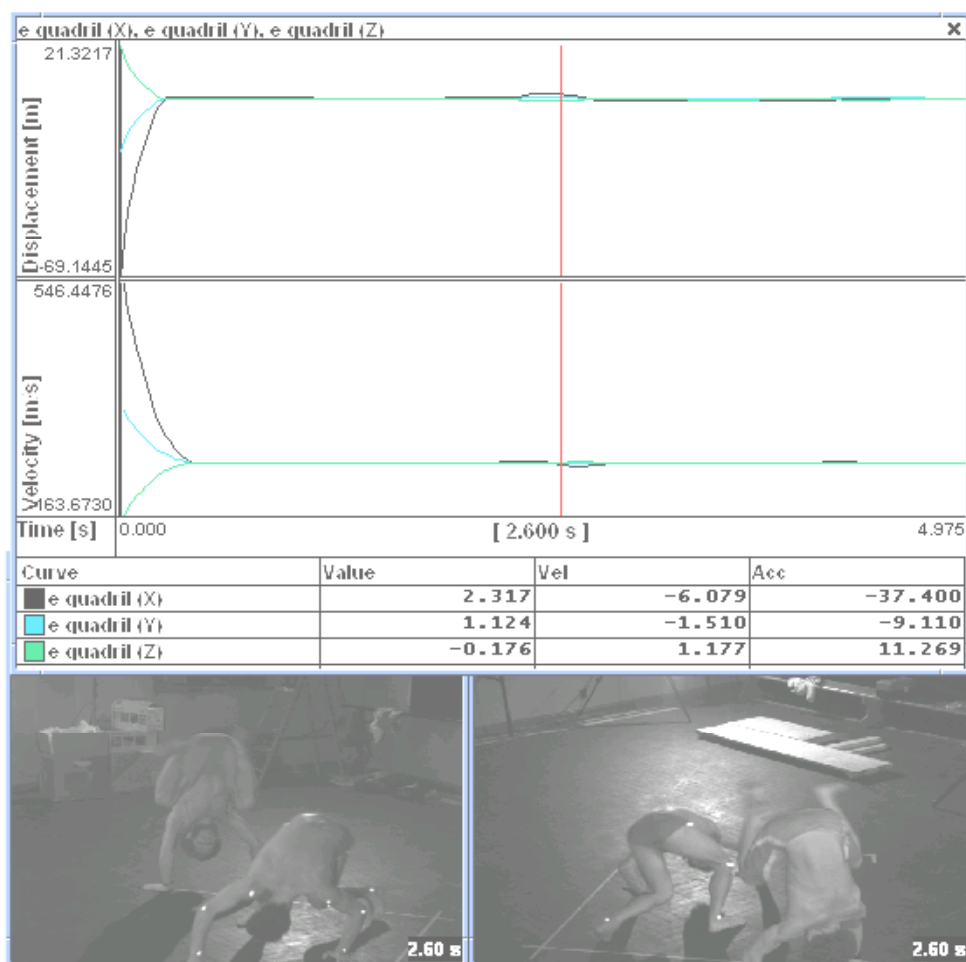 e quadril (X), e quadril (Y), e quadril (Z)
21.3217
Displacement [m]
-69.1445
546.4476
Velocity [m:s]
-163.6730
Time [s] 0.000 [ 2.600 s ] 4.975
Curve Value Vel Acc
e quadril (X) 2.317 -6.079 -37.400
e quadril (Y) 1.124 -1.510 -9.110
e quadril (Z) -0.176 1.177 11.269
2.60 s 2.60 s